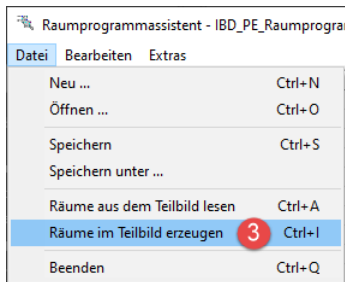 Raumprogrammassistent - IBD_PE_Raumprogra
Datei Bearbeiten Extras
Neu ... Ctrl+N
Öffnen ... Ctrl+O
Speichern Ctrl+S
Speichern unter ...
Räume aus dem Teilbild lesen Ctrl+A
Räume im Teilbild erzeugen 3 Ctrl+I
Beenden Ctrl+Q